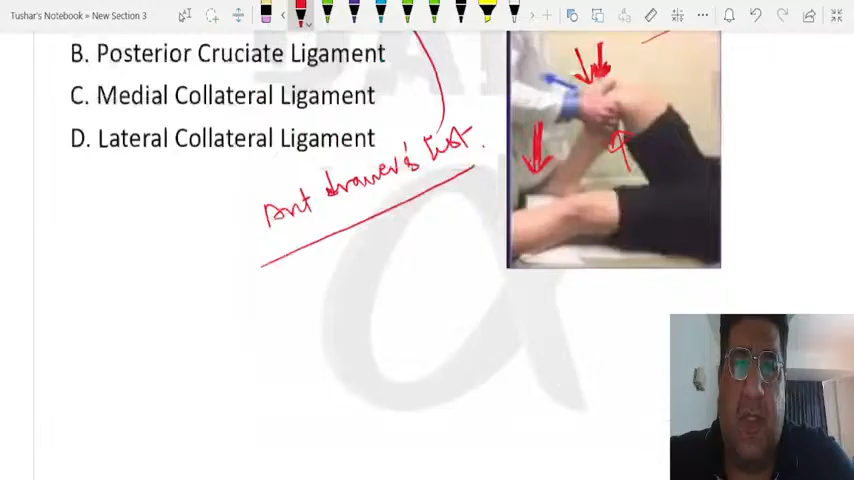 Tushar's Notebook » New Section 3
B. Posterior Cruciate Ligament
C. Medial Collateral Ligament
D. Lateral Collateral Ligament
Ant drawer's test.